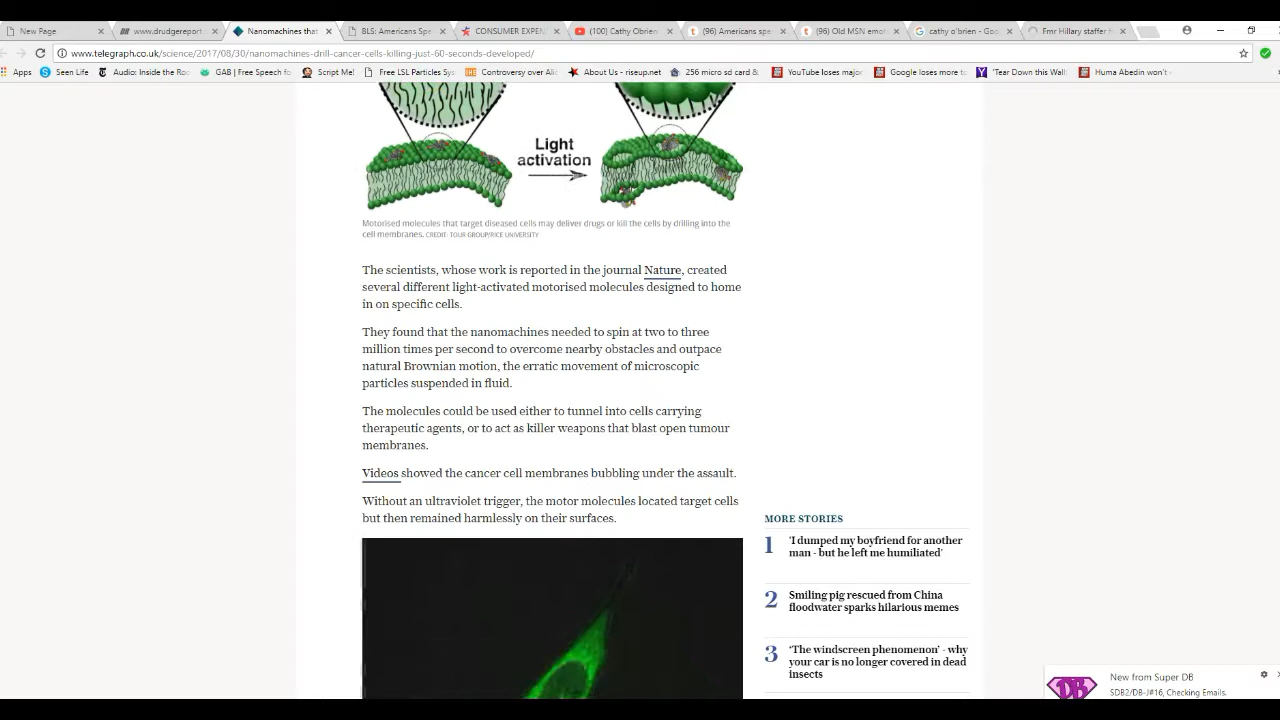 New Page
www.drudgereport
Nanomachines that
BLS: Americans Spe
CONSUMER EXPEN
(100) Cathy O'brien
(96) Americans spe
(96) Old MSN emot
cathy o'brien - Goo
Fmr Hillary staffer f
www.telegraph.co.uk/science/2017/08/30/nanomachines-drill-cancer-cells-killing-just-60-seconds-developed/
Apps
Seen Life
Audio: Inside the Ro
GAB | Free Speech fo
Script Me!
Free LSL Particles Sy
Controversy over Ali
About Us - riseup.net
256 micro sd card &
YouTube loses major
Google loses more t
'Tear Down this Wall
Huma Abedin won't
Light
activation
Motorised molecules that target diseased cells may deliver drugs or kill the cells by drilling into the
cell membranes. CREDIT: TOUR GROUP/RICE UNIVERSITY
The scientists, whose work is reported in the journal Nature, created
several different light-activated motorised molecules designed to home
in on specific cells.
They found that the nanomachines needed to spin at two to three
million times per second to overcome nearby obstacles and outpace
natural Brownian motion, the erratic movement of microscopic
particles suspended in fluid.
The molecules could be used either to tunnel into cells carrying
therapeutic agents, or to act as killer weapons that blast open tumour
membranes.
Videos showed the cancer cell membranes bubbling under the assault.
Without an ultraviolet trigger, the motor molecules located target cells
but then remained harmlessly on their surfaces.
MORE STORIES
1 'I dumped my boyfriend for another
man - but he left me humiliated'
2 Smiling pig rescued from China
floodwater sparks hilarious memes
3 'The windscreen phenomenon' - why
your car is no longer covered in dead
insects
DB
New from Super DB
SDB2/DB-J#16, Checking Emails.